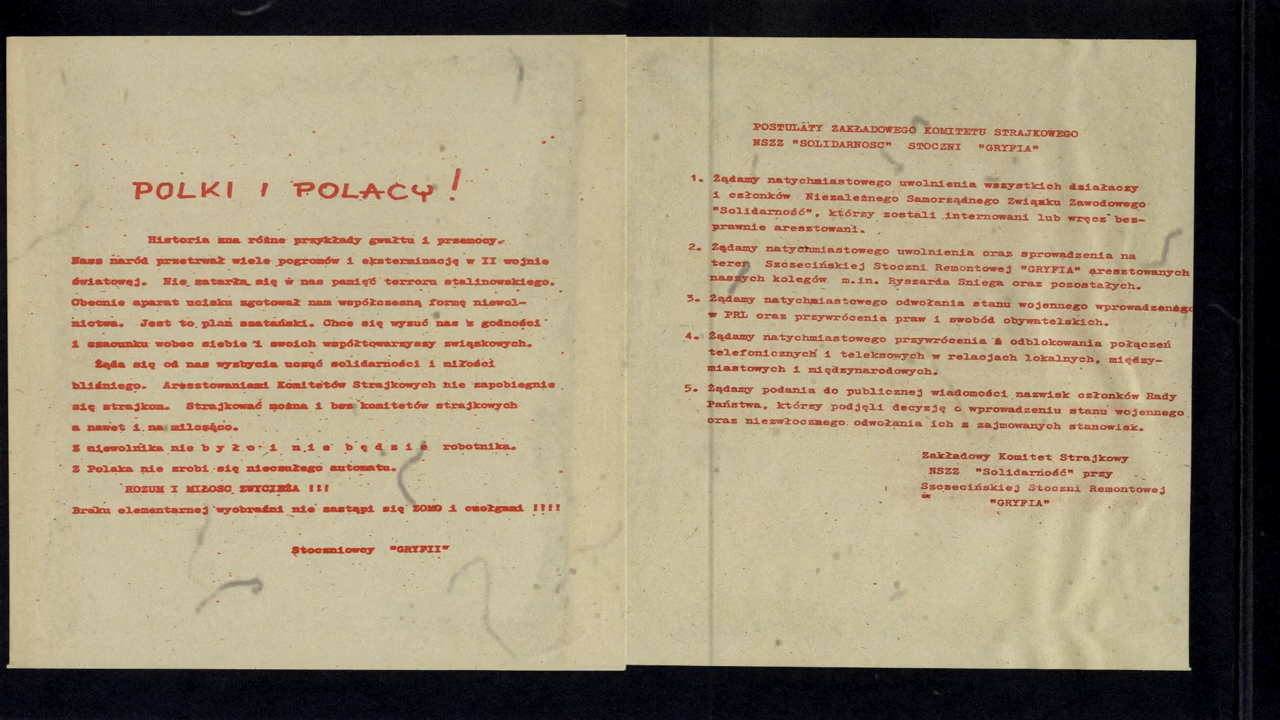 POLKI I POLACY!
Historia zna różne przykłady gwałtu i przemocy.
Nasz naród przetrwał wiele pogromów i eksterminację w II wojnie
światowej. Nie zatarła się w nas pamięć terroru stalinowskiego.
Obecnie aparat ucisku zgotował nam współczesną formę niewol-
nictwa. Jest to plan szatański. Chce się wyzuć nas z godności
i szacunku wobec siebie i swoich współtowarzyszy związkowych.
Żąda się od nas wyzbycia uczuć solidarności i miłości
bliźniego. Aresztowaniami Komitetów Strajkowych nie zapobiegnie
się strajkom. Strajkować można i bez komitetów strajkowych
a nawet i na milcząco.
Z niewolnika nie b y ł o i n i e b ę d z i e robotnika.
Z Polaka nie zrobi się nieczułego automatu.
ROZUM I MIŁOSC ZWYCIEŻA !!!
Braku elementarnej wyobraźni nie zastąpi się ZOMO i czołgami !!!!
Stoczniowcy "GRYFII"
POSTULATY ZAKŁADOWEGO KOMITETU STRAJKOWEGO
NSZZ "SOLIDARNOSC" STOCZNI "GRYFIA"
1. Żądamy natychmiastowego uwolnienia wszystkich działaczy
i członków Niezależnego Samorządnego Związku Zawodowego
"Solidarność", którzy zostali internowani lub wręcz bez-
prawnie aresztowani.
2. Żądamy natychmiastowego uwolnienia oraz sprowadzenia na
teren Szczecińskiej Stoczni Remontowej "GRYFIA" aresztowanych
naszych kolegów m.in. Ryszarda Sniega oraz pozostałych.
3. Żądamy natychmiastowego odwołania stanu wojennego wprowadzonego
w PRL oraz przywrócenia praw i swobód obywatelskich.
4. Żądamy natychmiastowego przywrócenia & odblokowania połączeń
telefonicznych i teleksowych w relacjach lokalnych, między-
miastowych i międzynarodowych.
5. Żądamy podania do publicznej wiadomości nazwisk członków Rady
Państwa, którzy podjęli decyzję o wprowadzeniu stanu wojennego
oraz niezwłocznego odwołania ich z zajmowanych stanowisk.
Zakładowy Komitet Strajkowy
NSZZ "Solidarność" przy
Szczecińskiej Stoczni Remontowej
"GRYFIA"